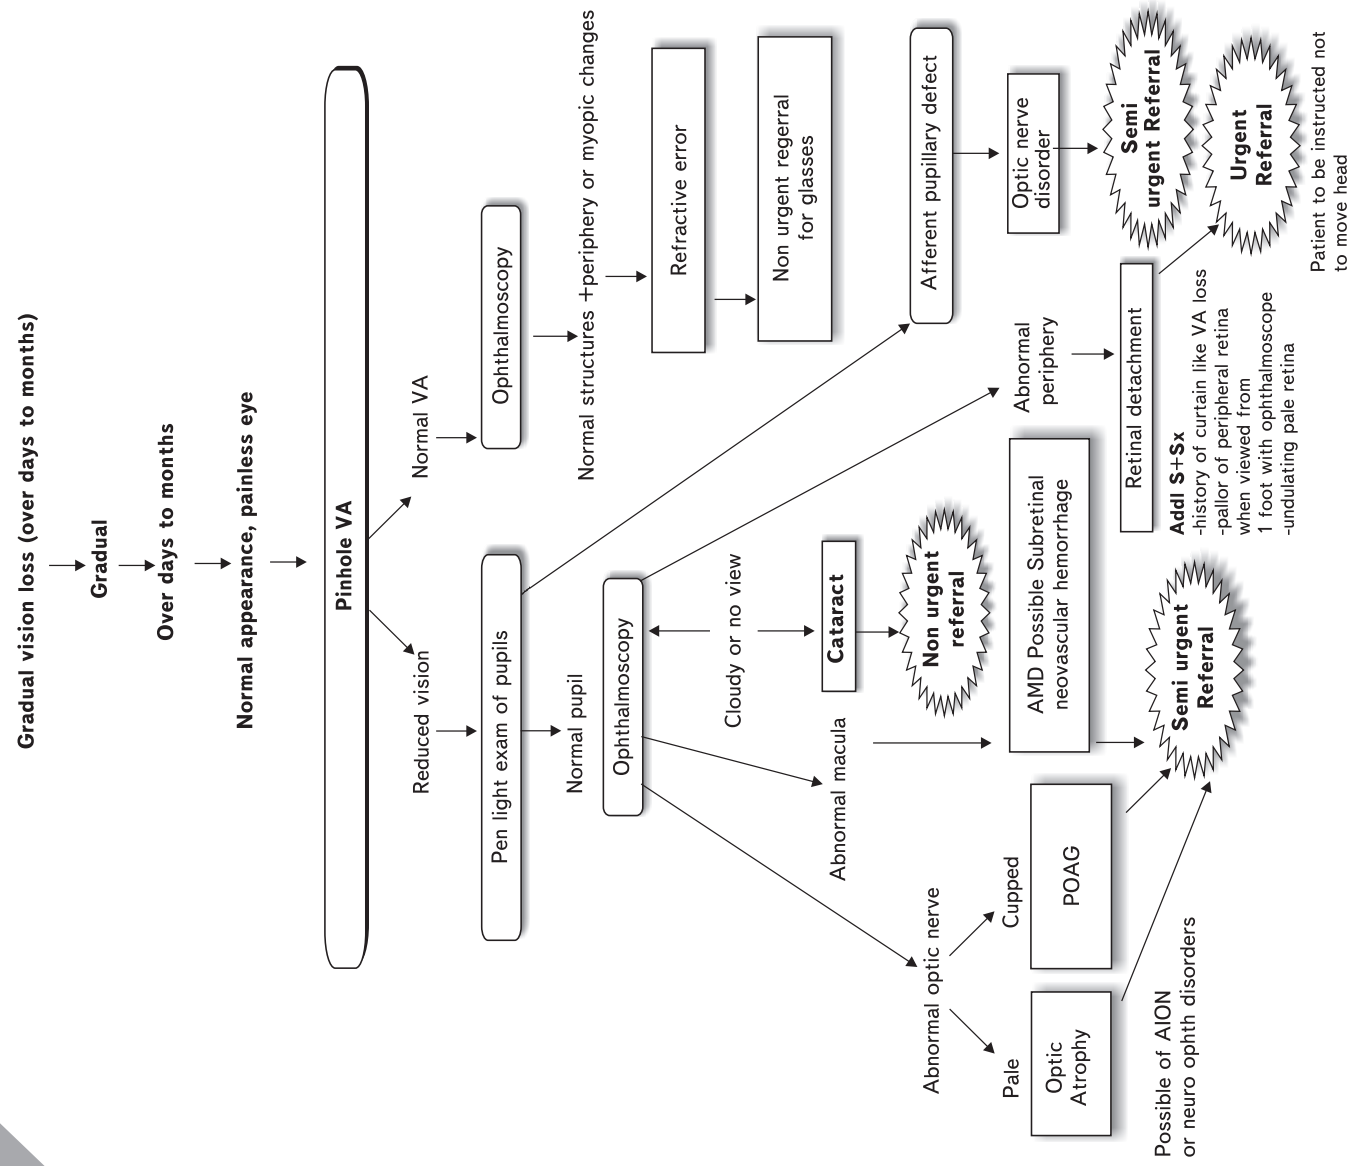 Gradual vision loss (over days to months)
Gradual
Over days to months
Normal appearance, painless eye
Pinhole VA
Reduced vision
Normal VA
Pen light exam of pupils
Ophthalmoscopy
Normal pupil
Normal structures +periphery or myopic changes
Ophthalmoscopy
Refractive error
Cloudy or no view
Non urgent regerral
for glasses
Abnormal macula
Cataract
Abnormal optic nerve
Non urgent
referral
Afferent pupillary defect
Pale
Cupped
AMD Possible Subretinal
neovascular hemorrhage
Abnormal
periphery
Optic nerve
disorder
Optic
Atrophy
POAG
Retinal detachment
Semi
urgent Referral
Possible of AION
or neuro ophth disorders
Semi urgent
Referral
Addl S+Sx
-history of curtain like VA loss
-pallor of peripheral retina
when viewed from
1 foot with ophthalmoscope
-undulating pale retina
Urgent
Referral
Patient to be instructed not
to move head